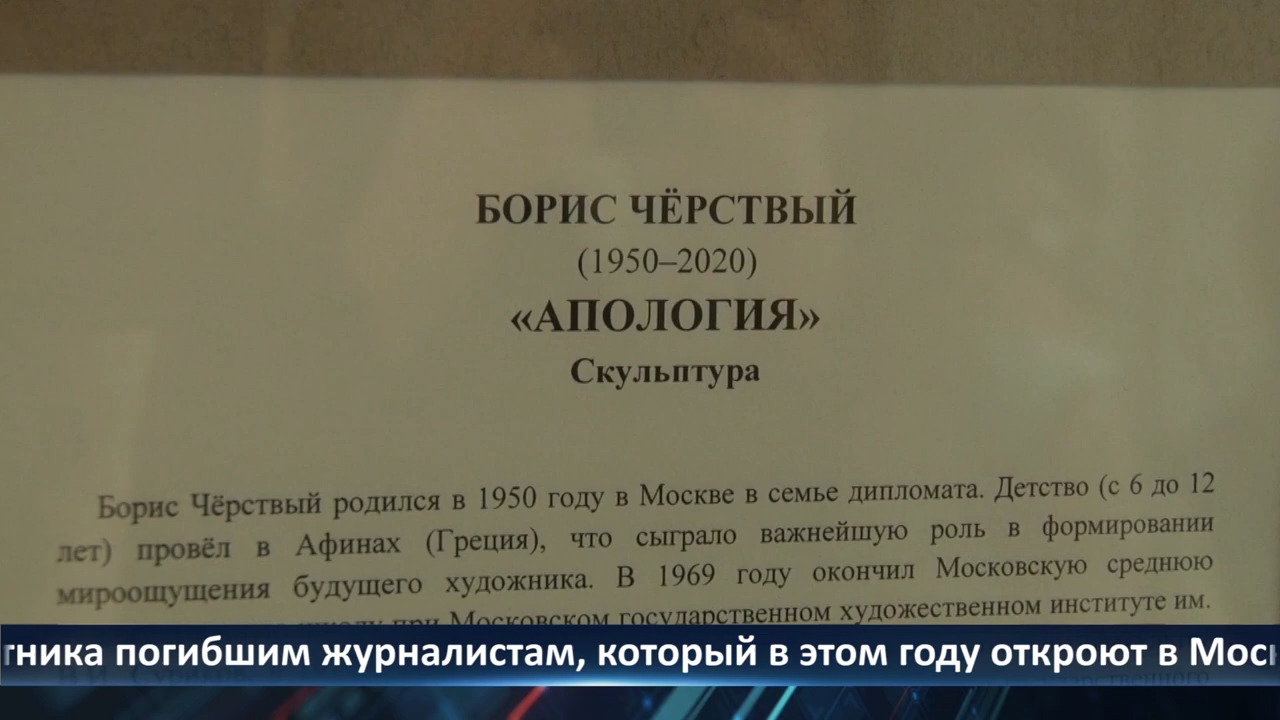 БОРИС ЧЁРСТВЫЙ
(1950–2020)
«АПОЛОГИЯ»
Скульптура
Борис Чёрствый родился в 1950 году в Москве в семье дипломата. Детство (с 6 до 12
лет) провёл в Афинах (Греция), что сыграло важнейшую роль в формировании
мироощущения будущего художника. В 1969 году окончил Московскую среднюю
при Московском государственном художественном институте им.
тника погибшим журналистам, который в этом году откроют в Мос